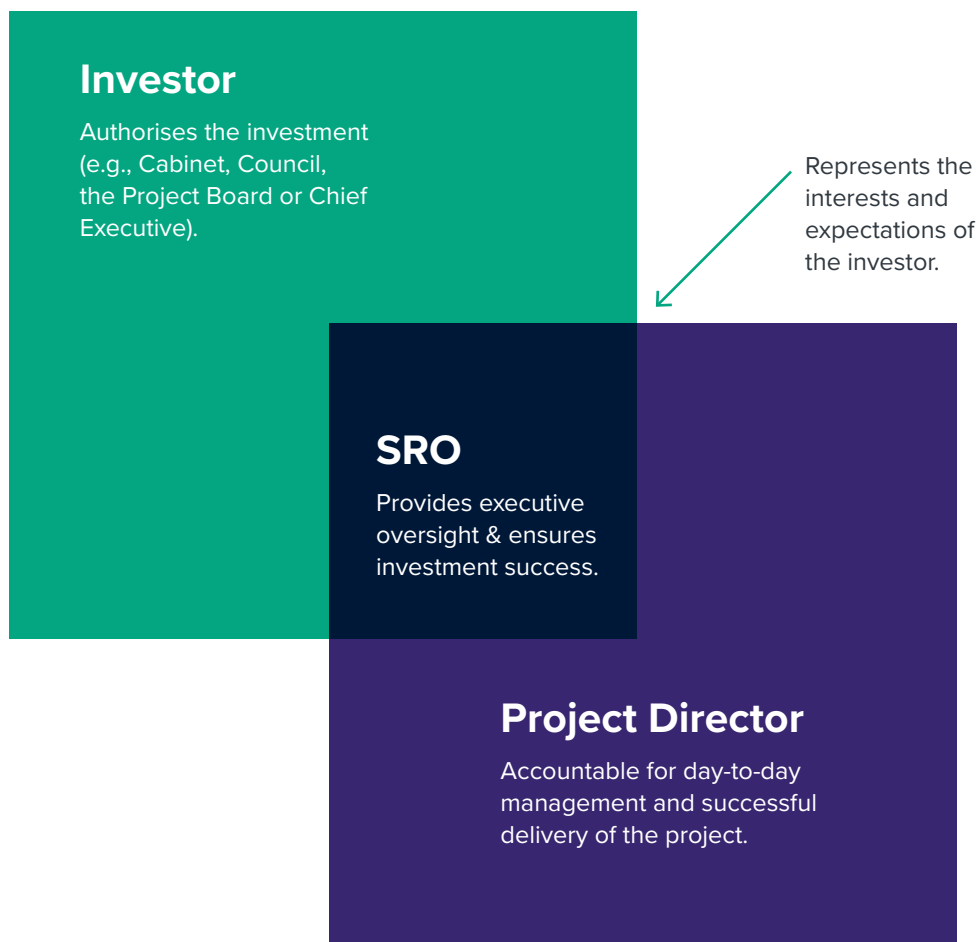 Investor
Authorises the investment
(e.g., Cabinet, Council,
the Project Board or Chief
Executive).
Represents the
interests and
expectations of
the investor.
SRO
Provides executive
oversight & ensures
investment success.
Project Director
Accountable for day-to-day
management and successful
delivery of the project.